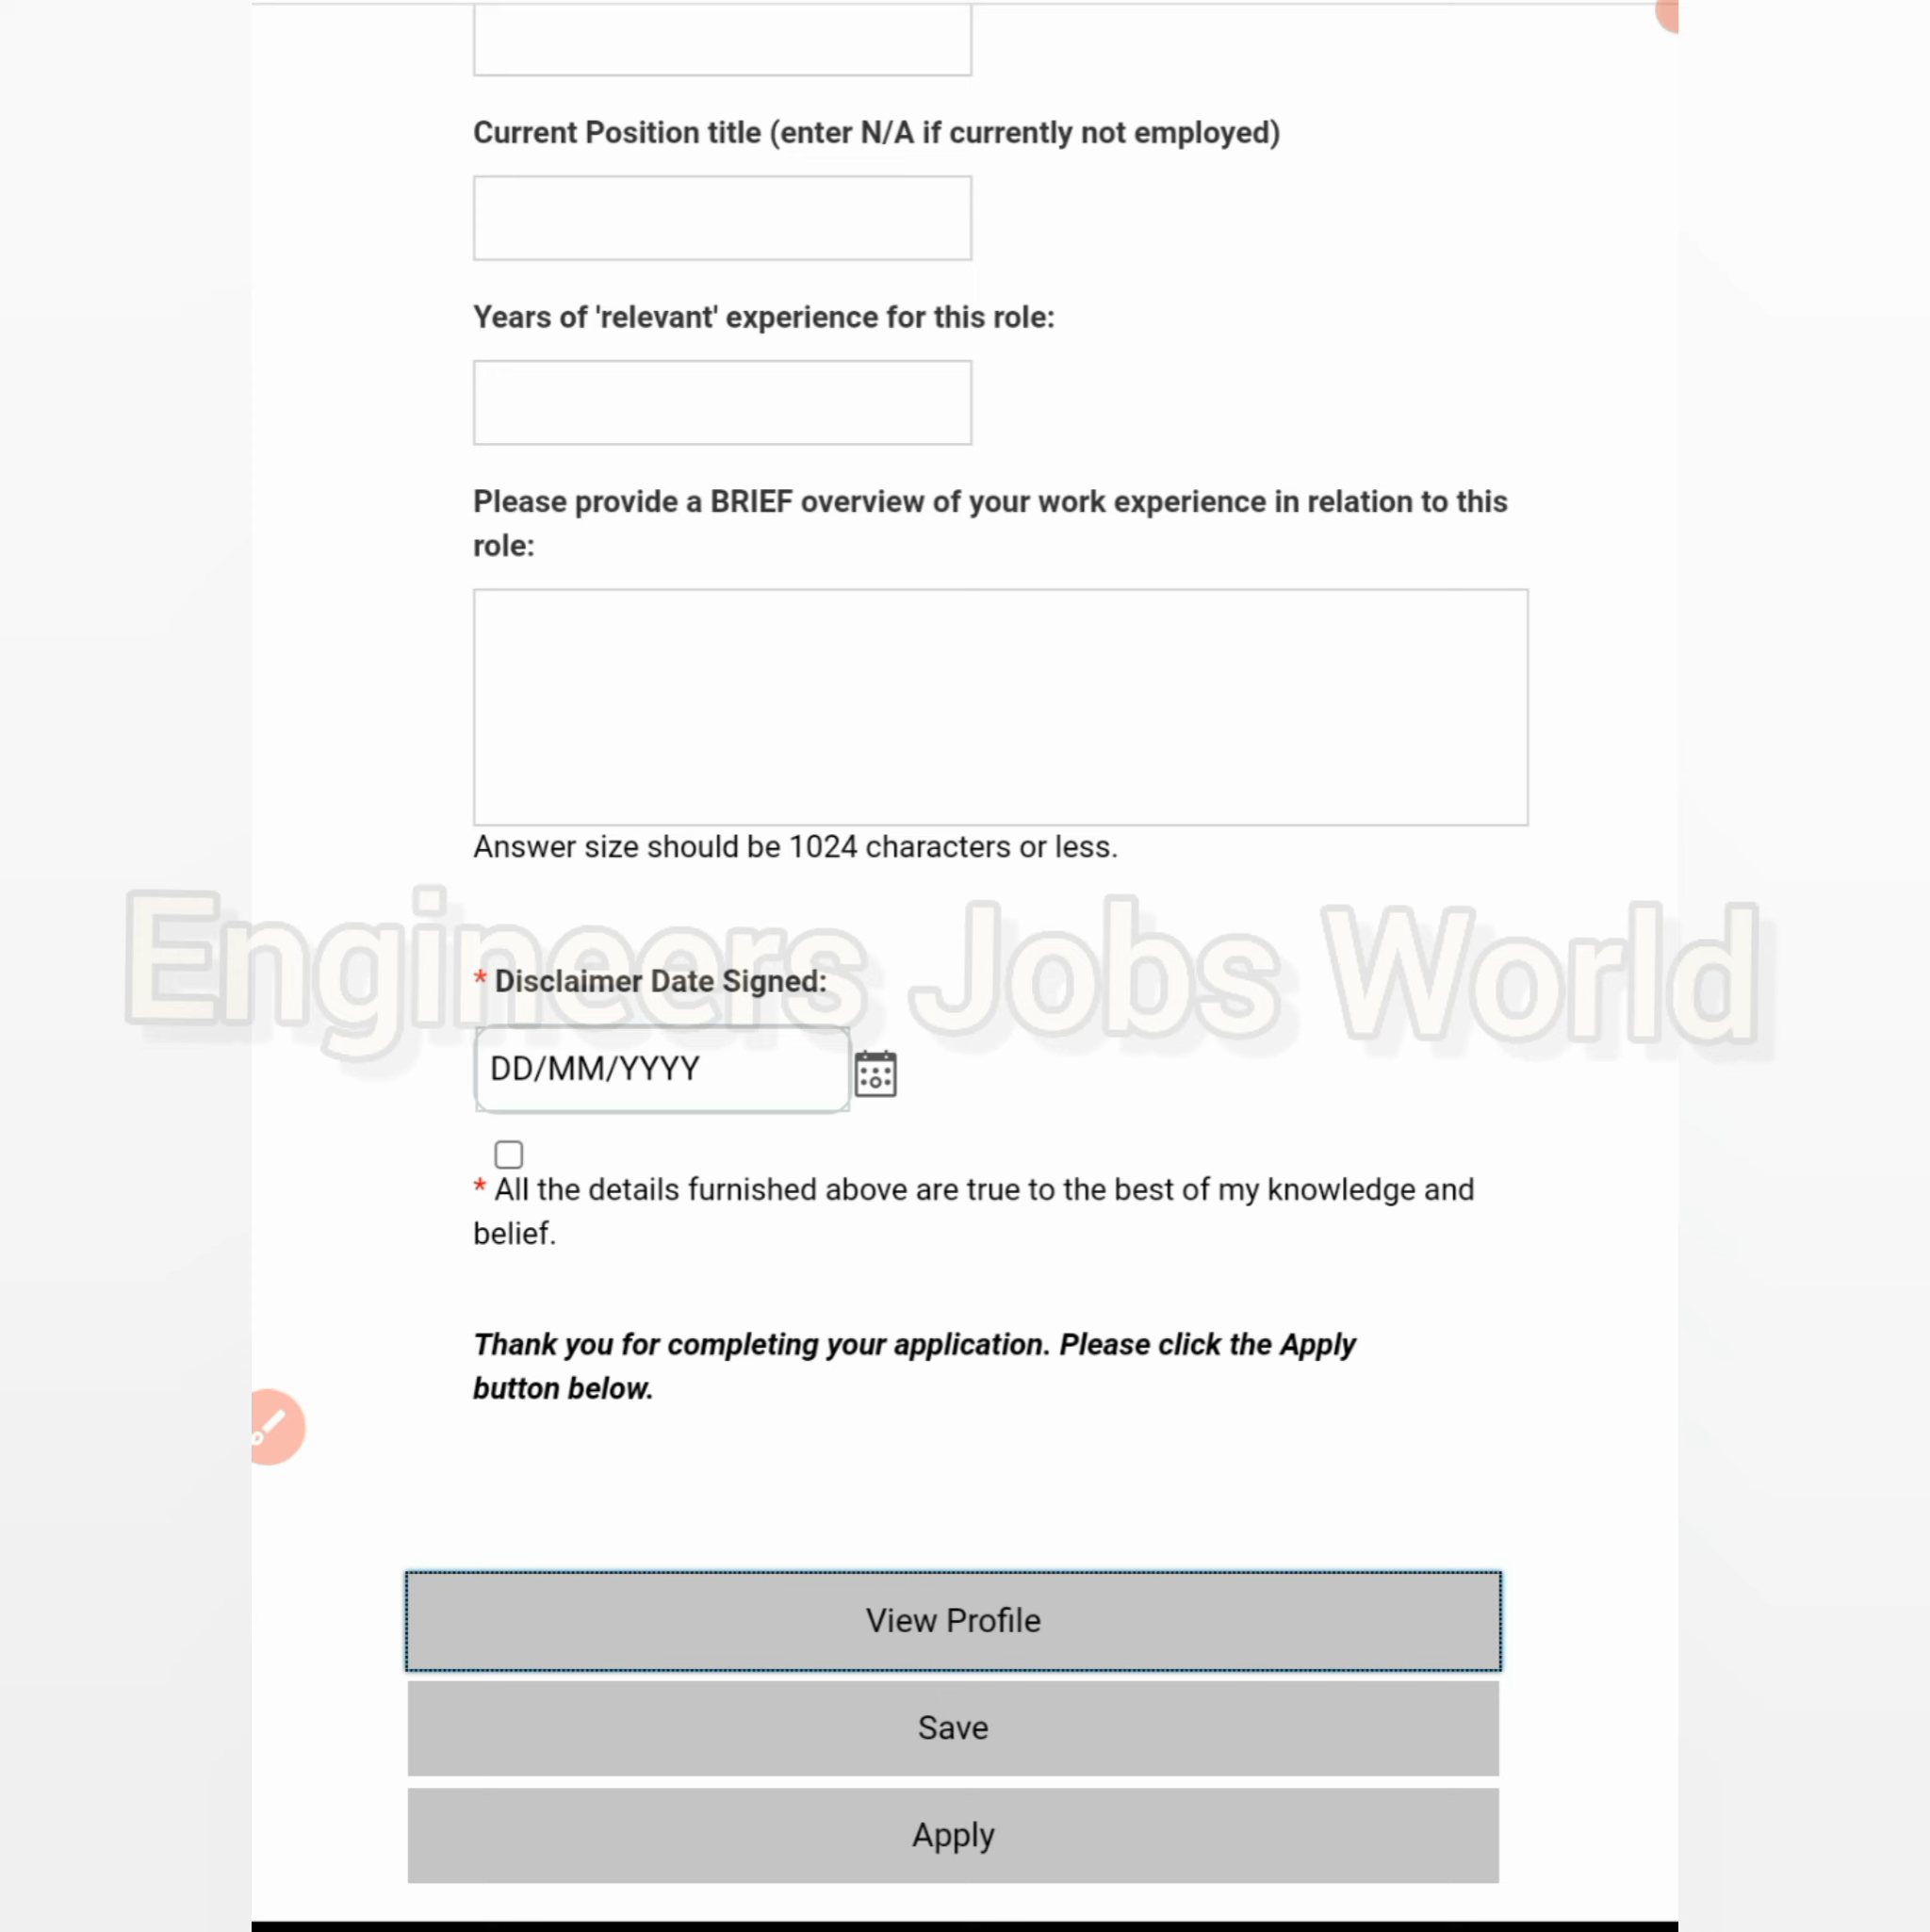 Current Position title (enter N/A if currently not employed)
Years of 'relevant' experience for this role:
Please provide a BRIEF overview of your work experience in relation to this
role:
Answer size should be 1024 characters or less.
Engineers Jobs World
* Disclaimer Date Signed:
DD/MM/YYYY
* All the details furnished above are true to the best of my knowledge and
belief.
Thank you for completing your application. Please click the Apply
button below.
View Profile
Save
Apply